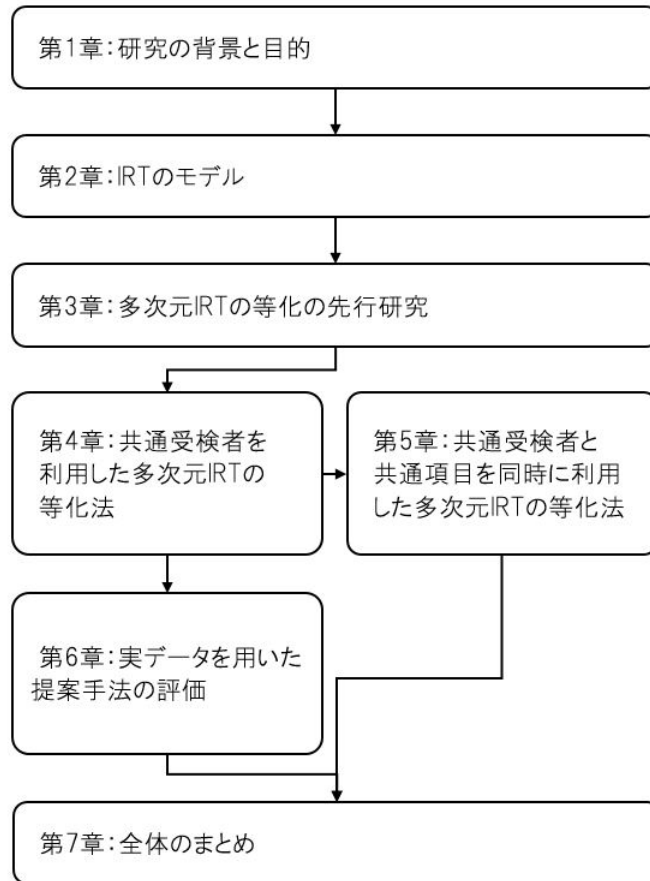 第1章：研究の背景と目的
第2章：IRTのモデル
第3章：多次元IRTの等化の先行研究
第4章：共通受検者を
利用した多次元IRTの
等化法
第5章：共通受検者と
共通項目を同時に利用
した多次元IRTの等化法
第6章：実データを用いた
提案手法の評価
第7章：全体のまとめ